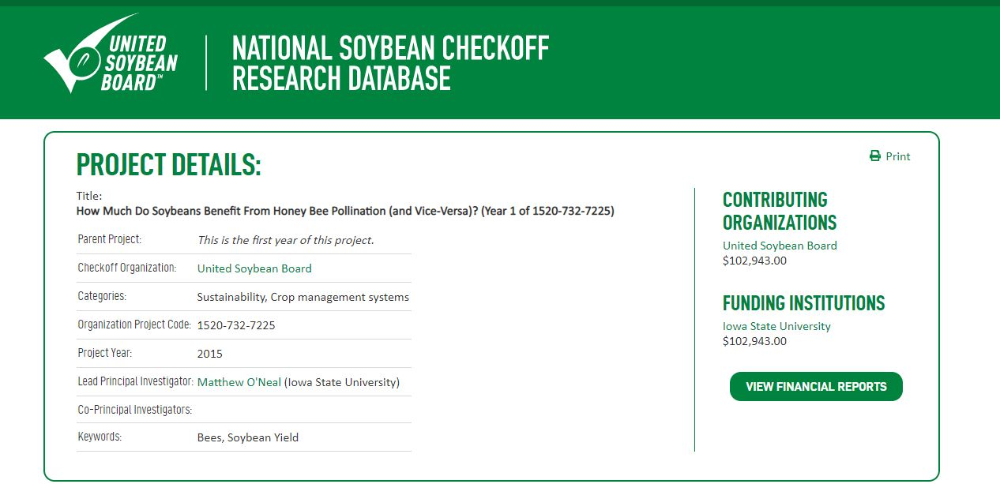 UNITED
SOYBEAN
BOARD™
NATIONAL SOYBEAN CHECKOFF
RESEARCH DATABASE
PROJECT DETAILS:
Print
Title:
How Much Do Soybeans Benefit From Honey Bee Pollination (and Vice-Versa)? (Year 1 of 1520-732-7225)
Parent Project: This is the first year of this project.
Checkoff Organization: United Soybean Board
Categories: Sustainability, Crop management systems
Organization Project Code: 1520-732-7225
Project Year: 2015
Lead Principal Investigator: Matthew O'Neal (Iowa State University)
Co-Principal Investigators:
Keywords: Bees, Soybean Yield
CONTRIBUTING
ORGANIZATIONS
United Soybean Board
$102,943.00
FUNDING INSTITUTIONS
Iowa State University
$102,943.00
VIEW FINANCIAL REPORTS